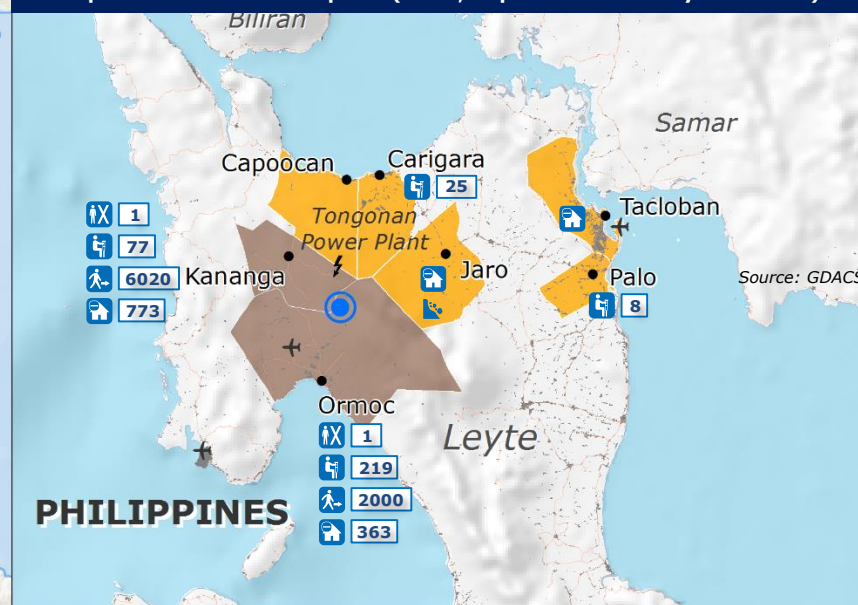 Biliran
Samar
Capoocan
Carigara
25
Tongonan
Power Plant
Tacloban
1
77
6020
773
Kananga
Jaro
Palo
8
Source: GDACS
Ormoc
1
219
2000
363
Leyte
PHILIPPINES